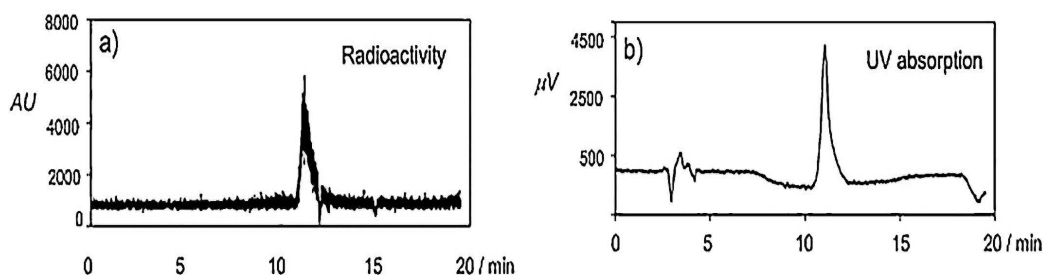 a)
Radioactivity
AU
8000
6000
4000
2000
0
0 5 10 15 20 / min
b)
UV absorption
μV
4500
2500
500
0 5 10 15 20 / min